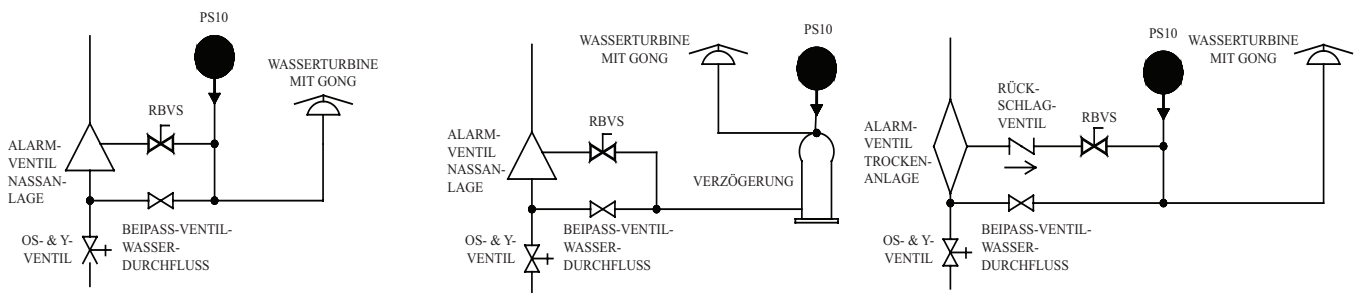 PS10
WASSERTURBINE
MIT GONG
RBVS
ALARM-
VENTIL
NASSAN-
LAGE
BEIPASS-VENTIL-
WASSER-
DURCHFLUSS
OS- & Y-
VENTIL
WASSERTURBINE
MIT GONG
PS10
RBVS
ALARM-
VENTIL
NASSAN-
LAGE
VERZÖGERUNG
BEIPASS-VENTIL-
WASSER-
DURCHFLUSS
OS- & Y-
VENTIL
PS10
WASSERTURBINE
MIT GONG
RÜCK-
SCHLAG-
VENTIL
RBVS
ALARM-
VENTIL
TROCKEN-
ANLAGE
BEIPASS-VENTIL-
WASSER-
DURCHFLUSS
OS- & Y-
VENTIL